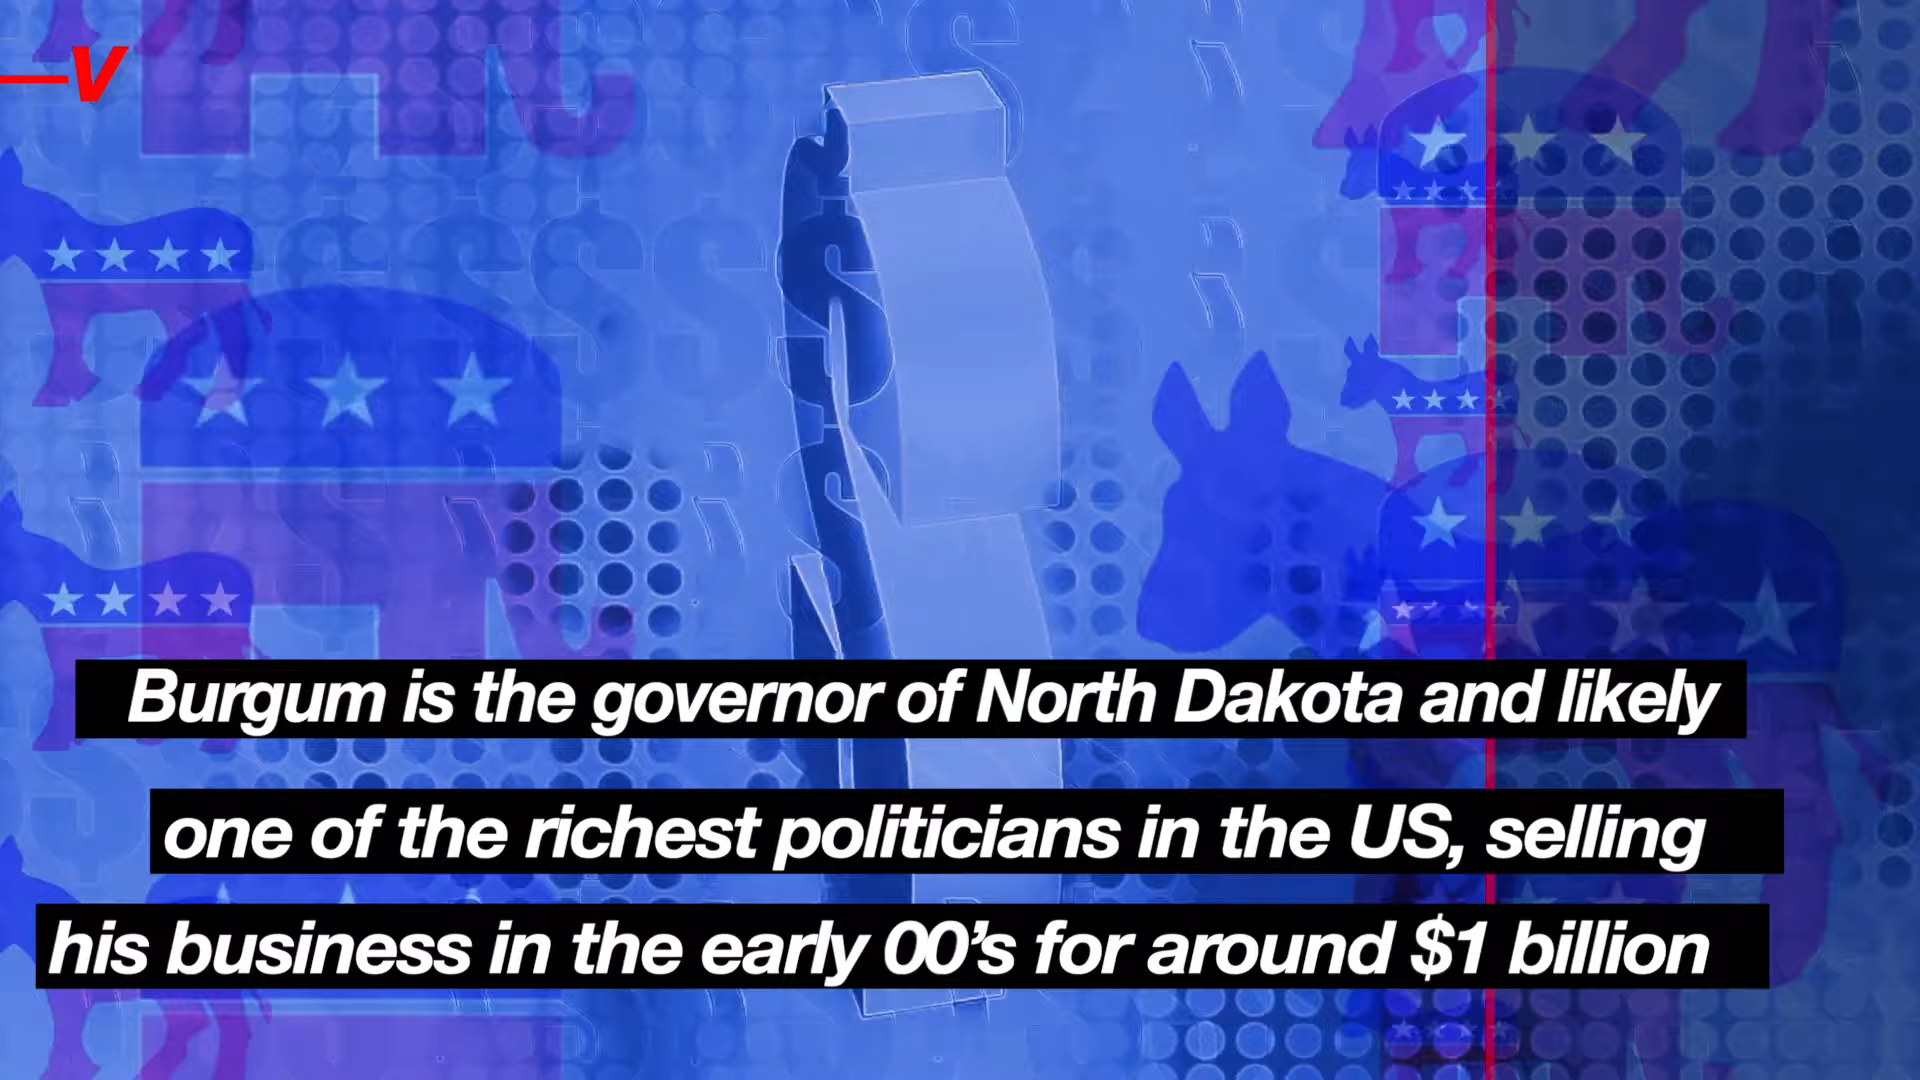 V
Burgum is the governor of North Dakota and likely
one of the richest politicians in the US, selling
his business in the early 00's for around $1 billion